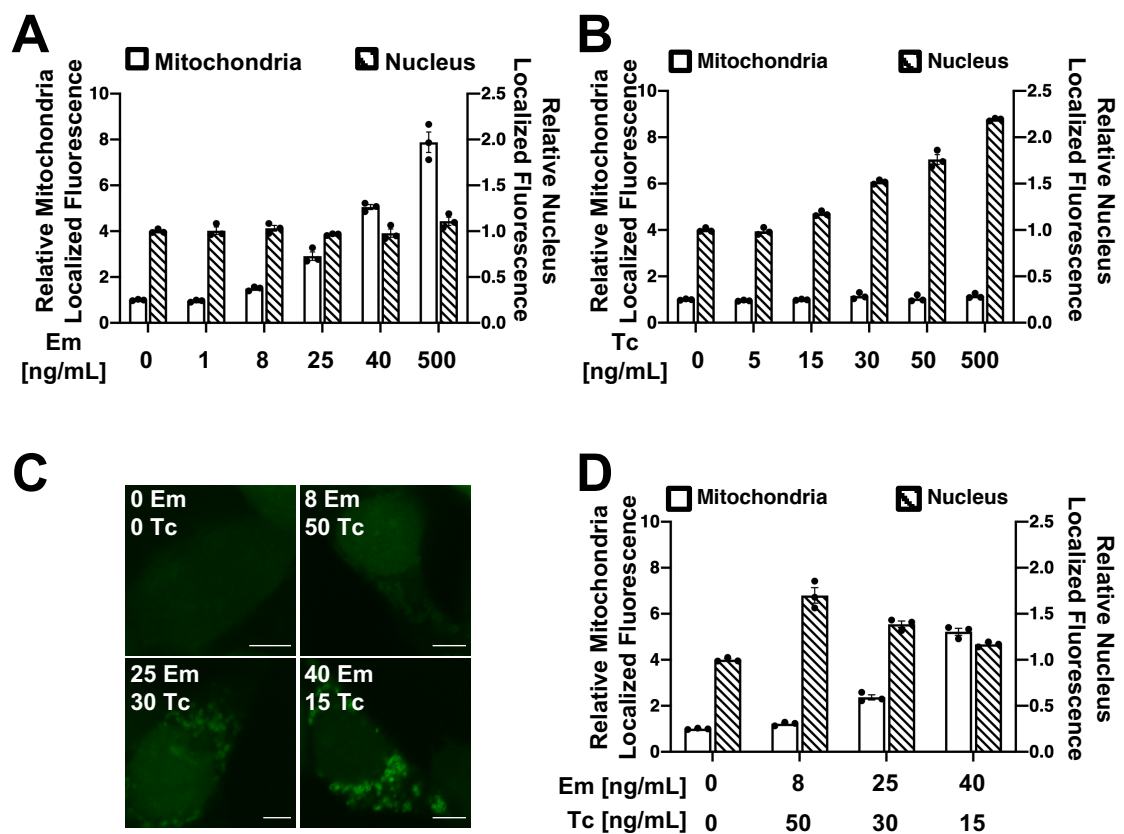 A
Mitochondria
Nucleus
Relative Mitochondria
Localized Fluorescence
10
8
6
4
2
0
2.5
2.0
1.5
1.0
0.5
0.0
Relative Nucleus
Localized Fluorescence
Em
[ng/mL]
0 1 8 25 40 500
B
Mitochondria
Nucleus
Relative Mitochondria
Localized Fluorescence
10
8
6
4
2
0
2.5
2.0
1.5
1.0
0.5
0.0
Relative Nucleus
Localized Fluorescence
Tc
[ng/mL]
0 5 15 30 50 500
C
0 Em
0 Tc
8 Em
50 Tc
25 Em
30 Tc
40 Em
15 Tc
D
Mitochondria
Nucleus
Relative Mitochondria
Localized Fluorescence
10
8
6
4
2
0
2.5
2.0
1.5
1.0
0.5
0.0
Relative Nucleus
Localized Fluorescence
Em [ng/mL] 0 8 25 40
Tc [ng/mL] 0 50 30 15